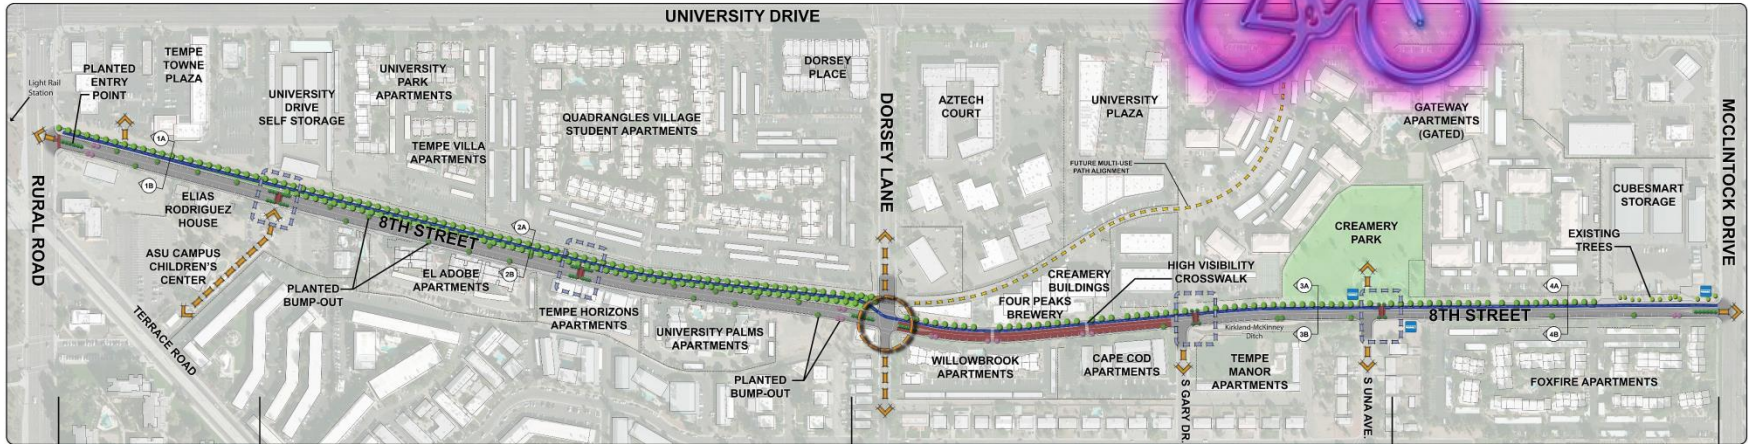 UNIVERSITY DRIVE
Light Rail
Station
PLANTED
ENTRY
POINT
TEMPE
TOWNE
PLAZA
UNIVERSITY
DRIVE
SELF STORAGE
UNIVERSITY
PARK
APARTMENTS
TEMPE VILLA
APARTMENTS
QUADRANGLES VILLAGE
STUDENT APARTMENTS
DORSEY
PLACE
DORSEY LANE
AZTECH
COURT
UNIVERSITY
PLAZA
FUTURE MULTI-USE
PATH ALIGNMENT
GATEWAY
APARTMENTS
(GATED)
CREAMERY
PARK
CUBESMART
STORAGE
EXISTING
TREES
MCCLINTOCK DRIVE
RURAL ROAD
1A
1B
ELIAS
RODRIGUEZ
HOUSE
ASU CAMPUS
CHILDREN'S
CENTER
TERRACE ROAD
PLANTED
BUMP-OUT
8TH STREET
2A
2B
EL ADOBE
APARTMENTS
TEMPE HORIZONS
APARTMENTS
UNIVERSITY PALMS
APARTMENTS
PLANTED
BUMP-OUT
CREAMERY
BUILDINGS
FOUR PEAKS
BREWERY
HIGH VISIBILITY
CROSSWALK
WILLOWBROOK
APARTMENTS
CAPE COD
APARTMENTS
S GARY DR.
Kirkland-McKinney
Ditch
TEMPE
MANOR
APARTMENTS
3A
3B
S UNA AVE.
8TH STREET
4A
4B
FOXFIRE APARTMENTS